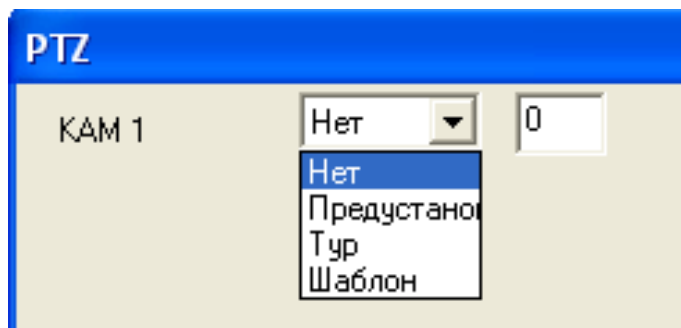 PTZ
КАМ 1 Нет 0
Нет
Предустано
Тур
Шаблон